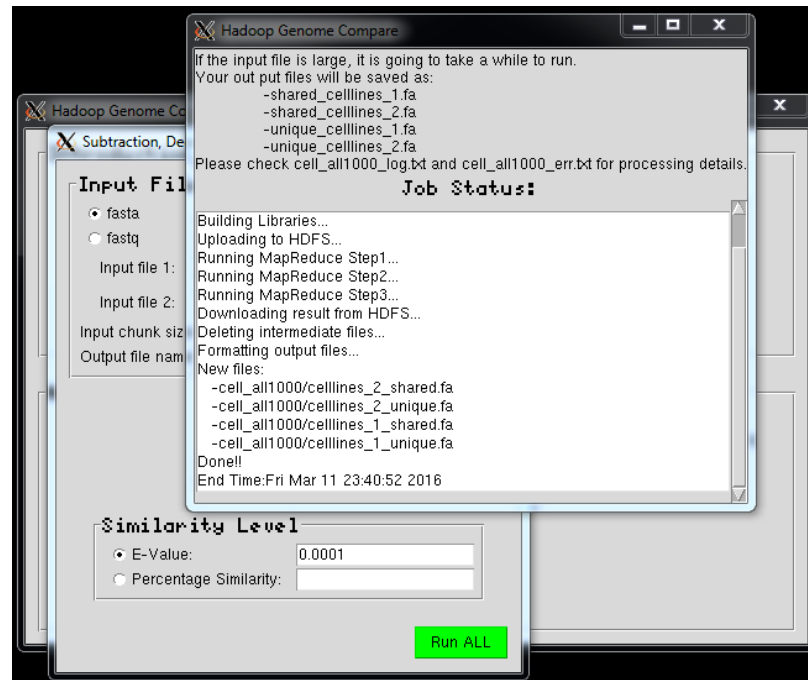 Hadoop Genome Compare
If the input file is large, it is going to take a while to run.
Your out put files will be saved as:
-shared_celllines_1.fa
-shared_celllines_2.fa
-unique_celllines_1.fa
-unique_celllines_2.fa
Please check cell_all1000_log.txt and cell_all1000_err.txt for processing details.
Job Status:
Building Libraries...
Uploading to HDFS...
Running MapReduce Step1...
Running MapReduce Step2...
Running MapReduce Step3...
Downloading result from HDFS...
Deleting intermediate files...
Formatting output files...
New files:
-cell_all1000/celllines_2_shared.fa
-cell_all1000/celllines_2_unique.fa
-cell_all1000/celllines_1_shared.fa
-cell_all1000/celllines_1_unique.fa
Done!!
End Time:Fri Mar 11 23:40:52 2016
Hadoop Genome Co
Subtraction, De
Input Fil
fasta
fastq
Input file 1:
Input file 2:
Input chunk siz
Output file nam
Similarity Level
E-Value: 0.0001
Percentage Similarity:
Run ALL